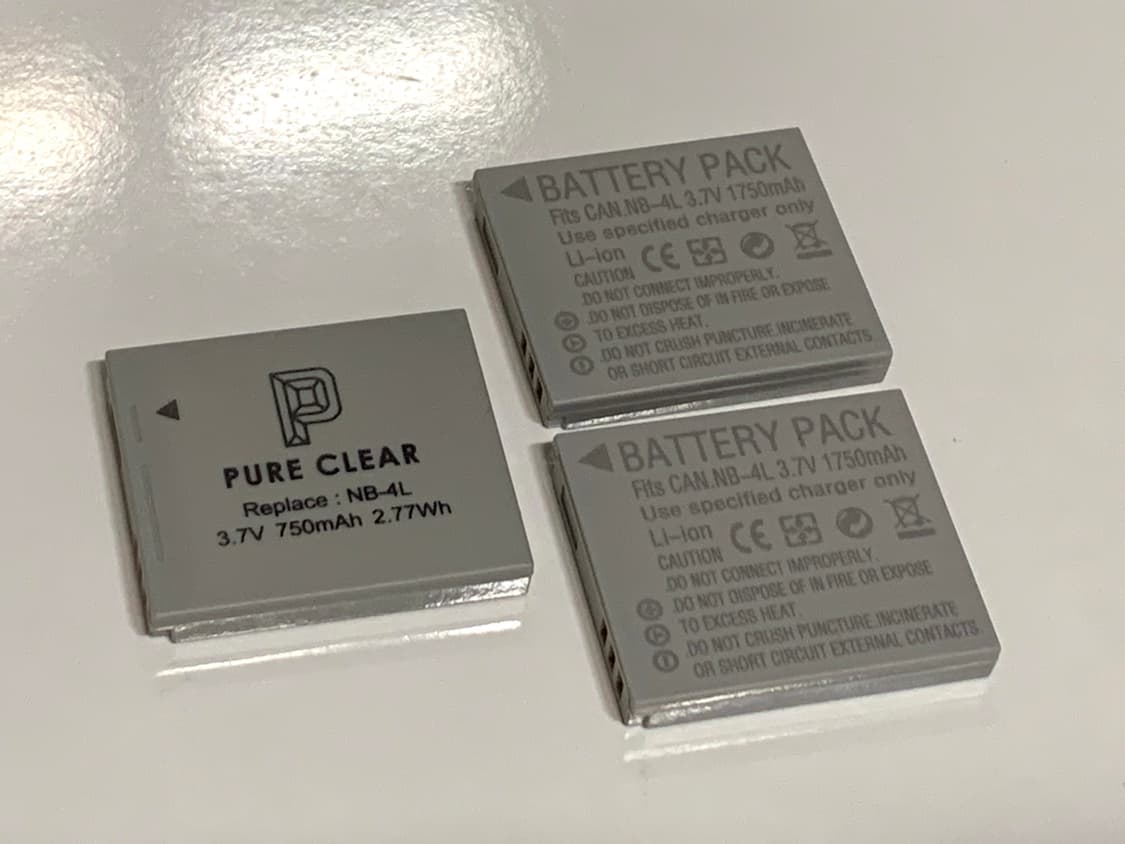 P
PURE CLEAR
Replace : NB-4L
3.7V 750mAh 2.77Wh
BATTERY PACK
Fits CAN.NB-4L 3.7V 1750mAh
Use specified charger only
Li-ion CE
CAUTION
.DO NOT CONNECT IMPROPERLY.
.DO NOT DISPOSE OF IN FIRE OR EXPOSE
TO EXCESS HEAT.
.DO NOT CRUSH PUNCTURE.INCINERATE
OR SHORT CIRCUIT EXTERNAL CONTACTS
BATTERY PACK
Fits CAN.NB-4L 3.7V 1750mAh
Use specified charger only
Li-ion CE
CAUTION
.DO NOT CONNECT IMPROPERLY.
.DO NOT DISPOSE OF IN FIRE OR EXPOSE
TO EXCESS HEAT.
.DO NOT CRUSH PUNCTURE.INCINERATE
OR SHORT CIRCUIT EXTERNAL CONTACTS